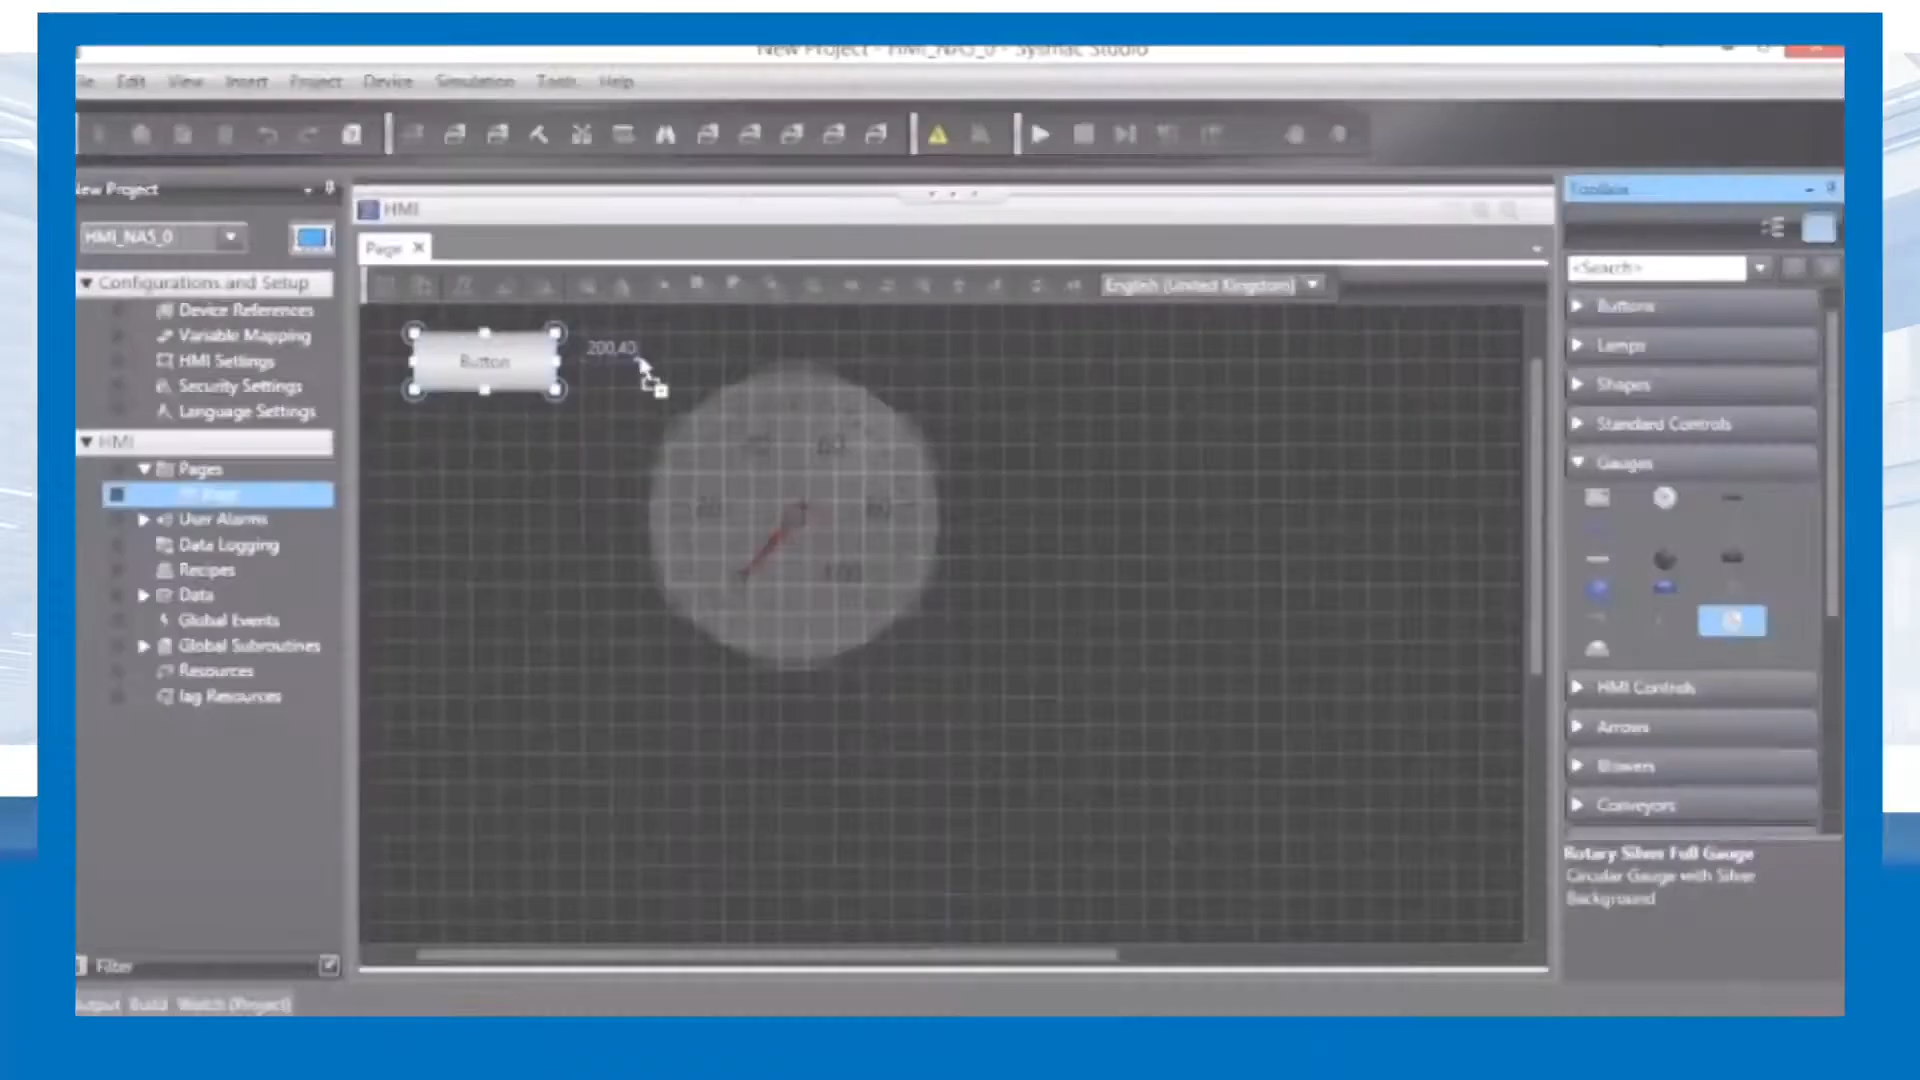 New Project - HMI_NA5_0 - Sysmac Studio
Edit View Insert Project Device Simulation Tools Help
New Project
HMI_NA5_0
Configurations and Setup
Device References
Variable Mapping
HMI Settings
Security Settings
Language Settings
HMI
Pages
User Alarms
Data Logging
Recipes
Data
Global Events
Global Subroutines
Resources
Tag Resources
Filter
Output Build Watch (Project)
HMI
Page
English (United Kingdom)
Button
200,40
60
20
80
100
Toolbox
<Search>
Buttons
Lamps
Shapes
Standard Controls
Gauges
HMI Controls
Arrows
Blowers
Conveyors
Rotary Silver Full Gauge
Circular Gauge with Silver
Background